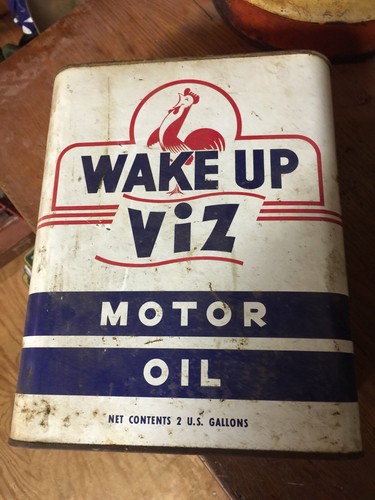 WAKE UP
ViZ
MOTOR
OIL
NET CONTENTS 2 U.S. GALLONS